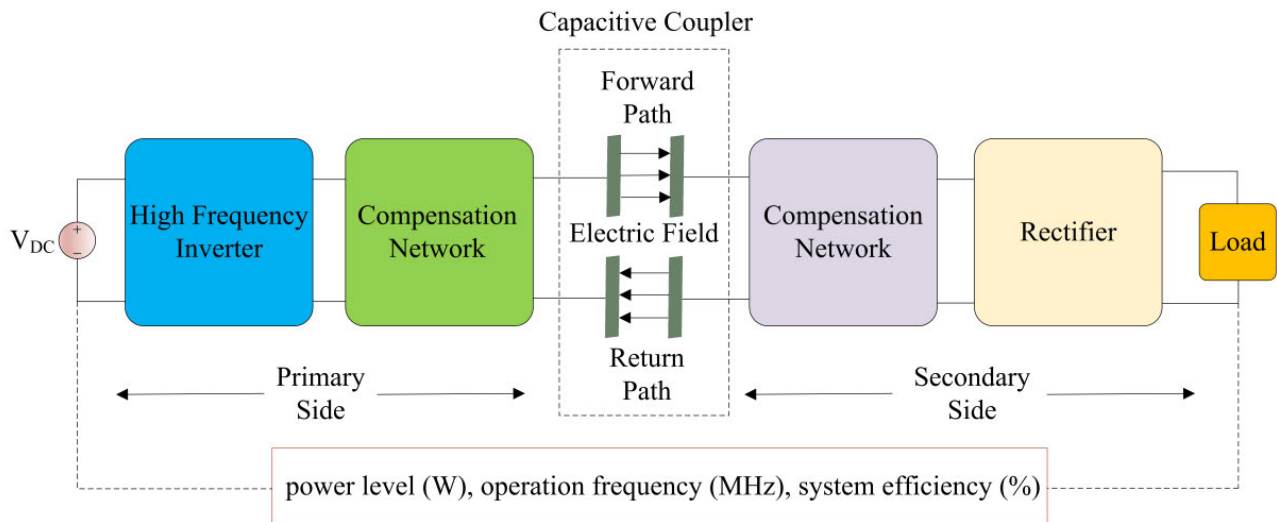 Capacitive Coupler
Forward
Path
V_DC
+
−
High Frequency
Inverter
Compensation
Network
Electric Field
Compensation
Network
Rectifier
Load
Return
Path
Primary
Side
Secondary
Side
power level (W), operation frequency (MHz), system efficiency (%)